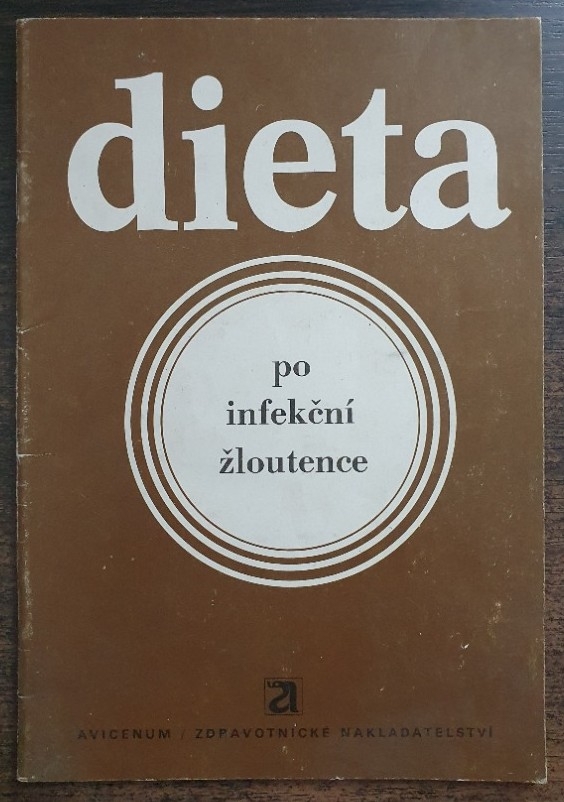 dieta
po
infekční
žloutence
AVICENUM / ZDRAVOTNICKÉ NAKLADATELSTVÍ